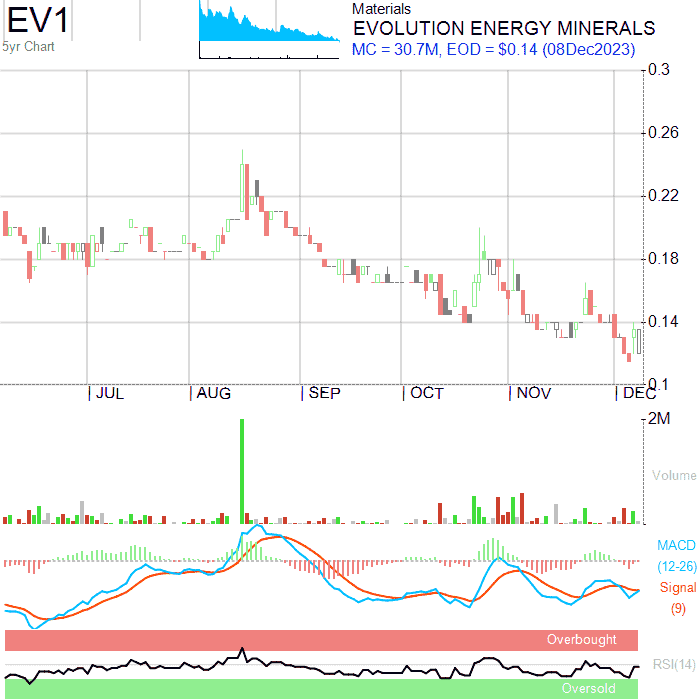 EV1
5yr Chart
Materials
EVOLUTION ENERGY MINERALS
MC = 30.7M, EOD = $0.14 (08Dec2023)
0.3
0.26
0.22
0.18
0.14
0.1
JUL AUG SEP OCT NOV DEC
2M
Volume
MACD
(12-26)
Signal
(9)
Overbought
RSI(14)
Oversold